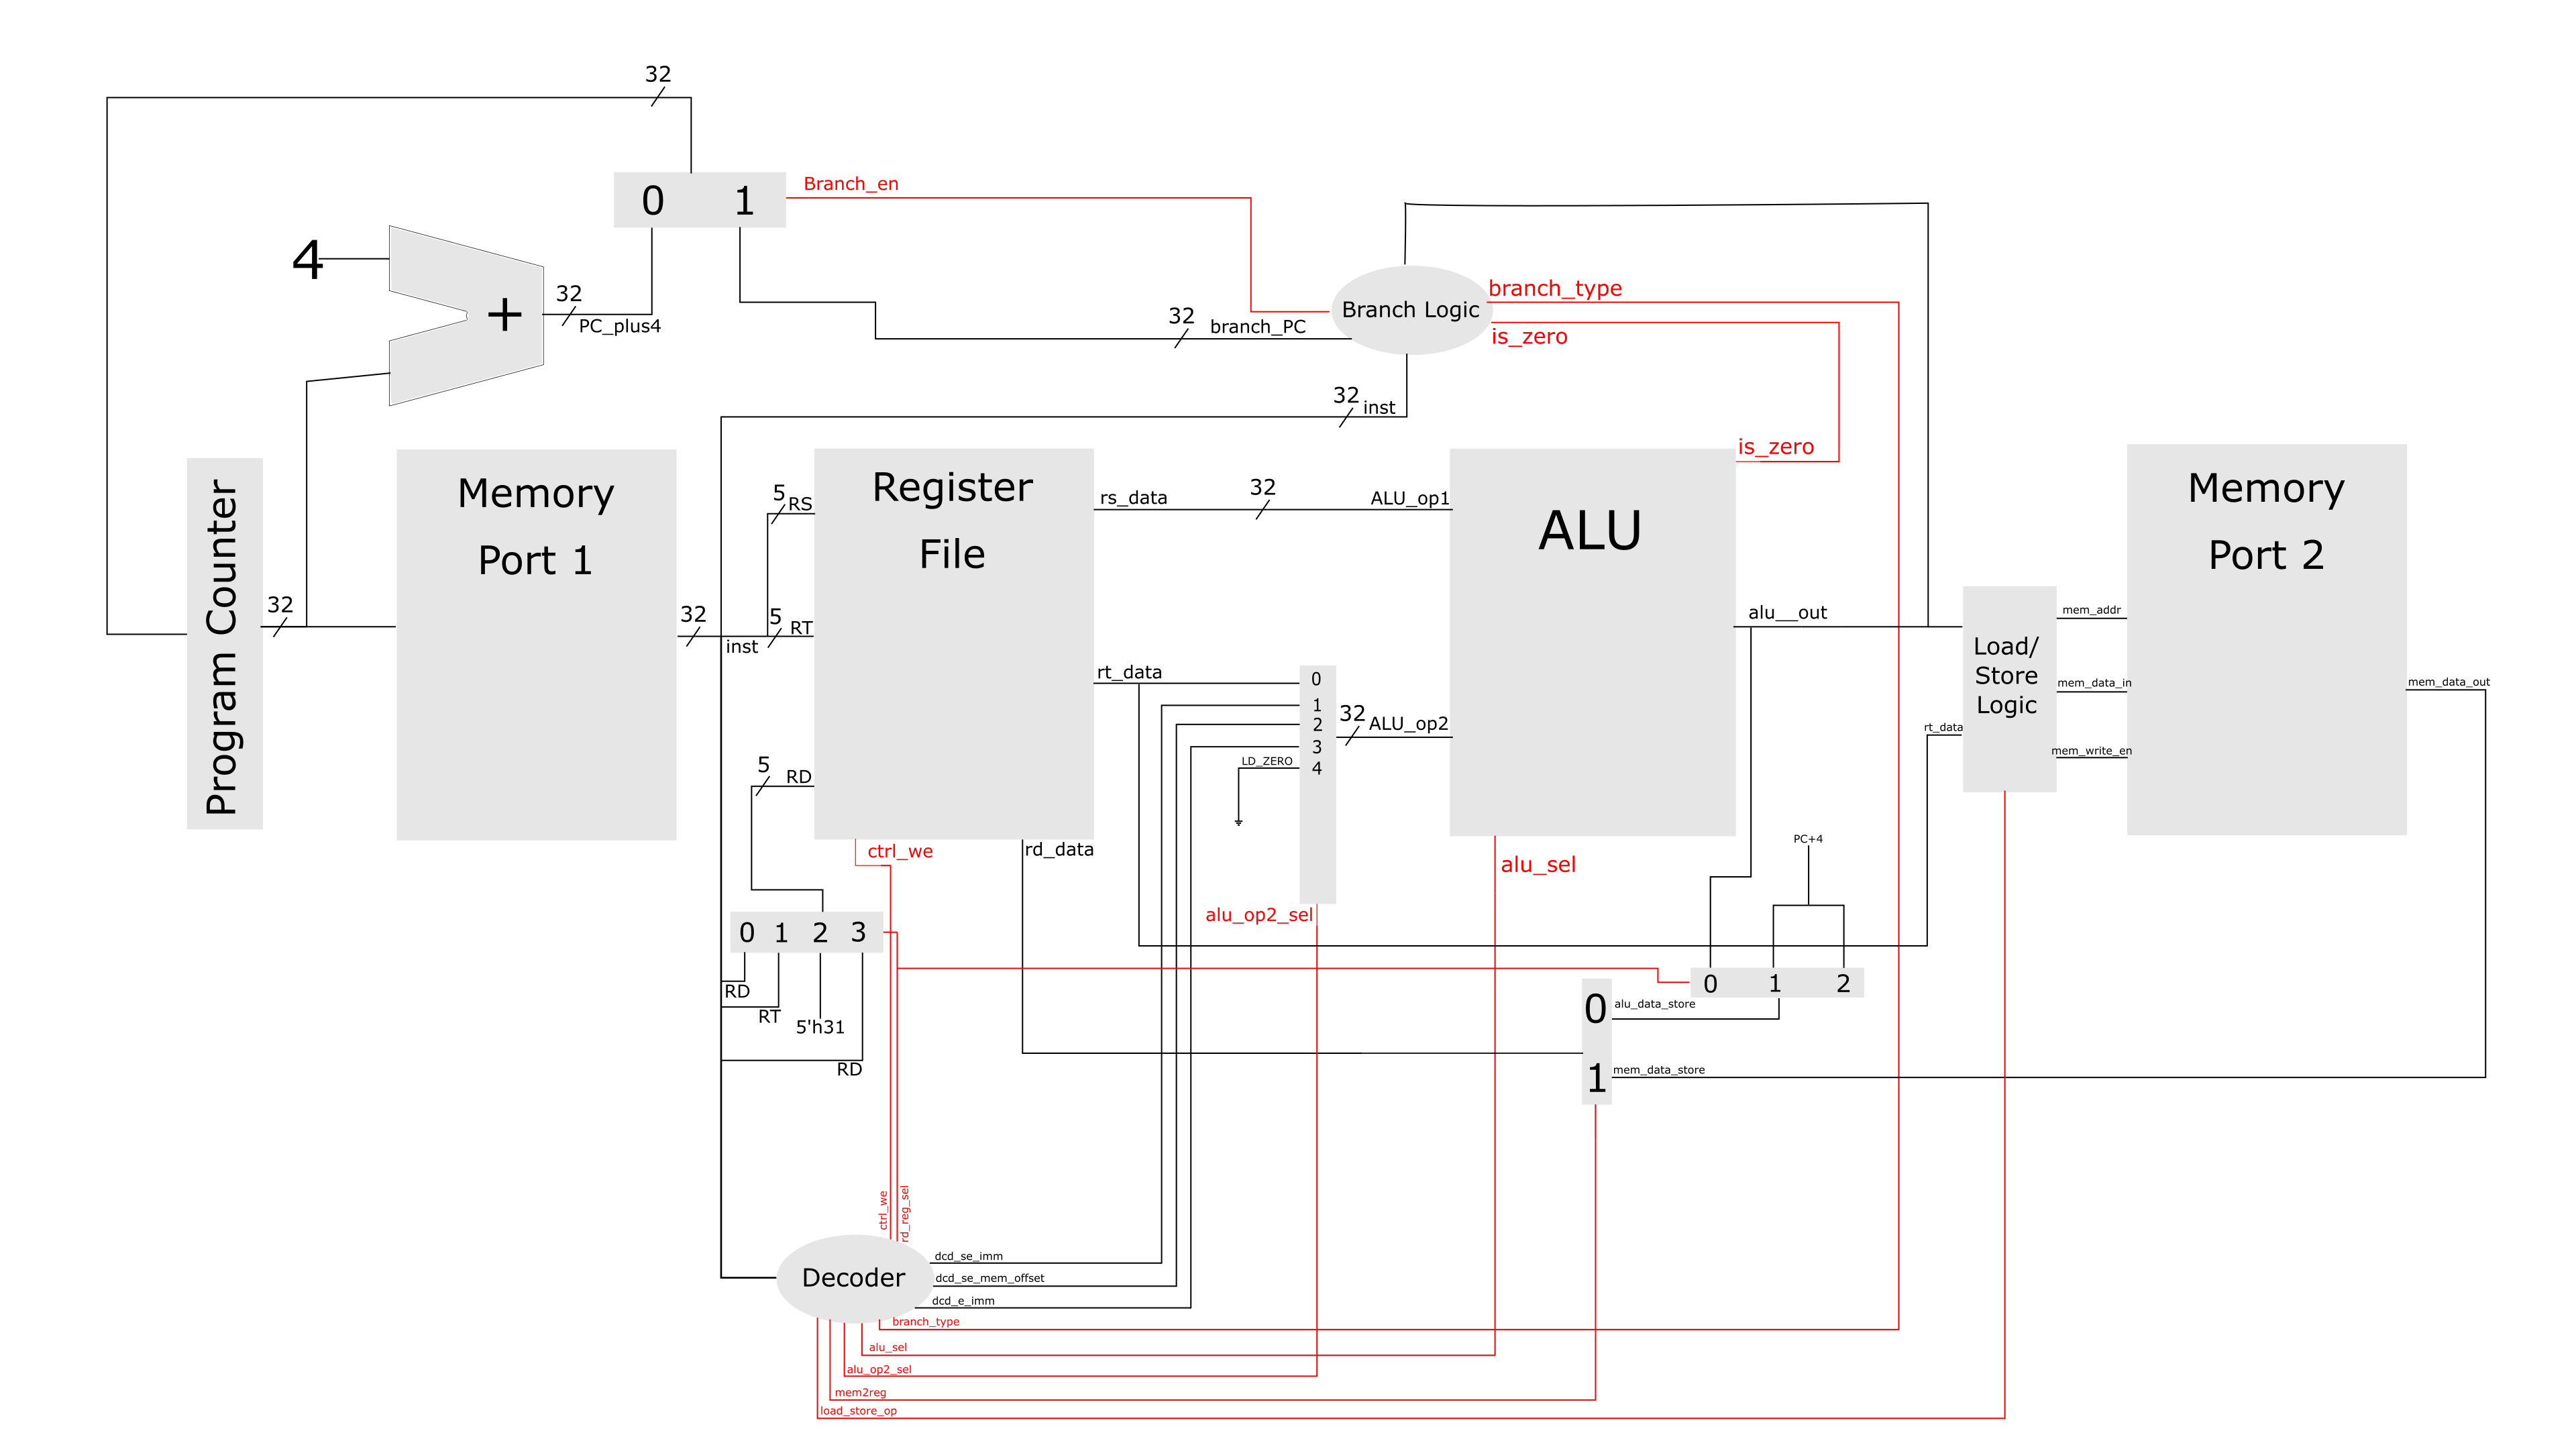 32
0 1
Branch_en
4
+
32
PC_plus4
Branch Logic
branch_type
is_zero
32
branch_PC
32
inst
is_zero
Program Counter
32
Memory
Port 1
32
inst
5
RS
5
RT
5
RD
Register
File
rs_data
32
ALU_op1
rt_data
ctrl_we
rd_data
0
1
2
3
4
LD_ZERO
32
ALU_op2
alu_op2_sel
ALU
alu_sel
alu__out
Load/
Store
Logic
rt_data
mem_addr
mem_data_in
mem_write_en
Memory
Port 2
mem_data_out
PC+4
0 1 2
0 1 2 3
RD
RT
5'h31
RD
0
alu_data_store
1
mem_data_store
ctrl_we
rd_reg_sel
Decoder
dcd_se_imm
dcd_se_mem_offset
dcd_e_imm
branch_type
alu_sel
alu_op2_sel
mem2reg
load_store_op